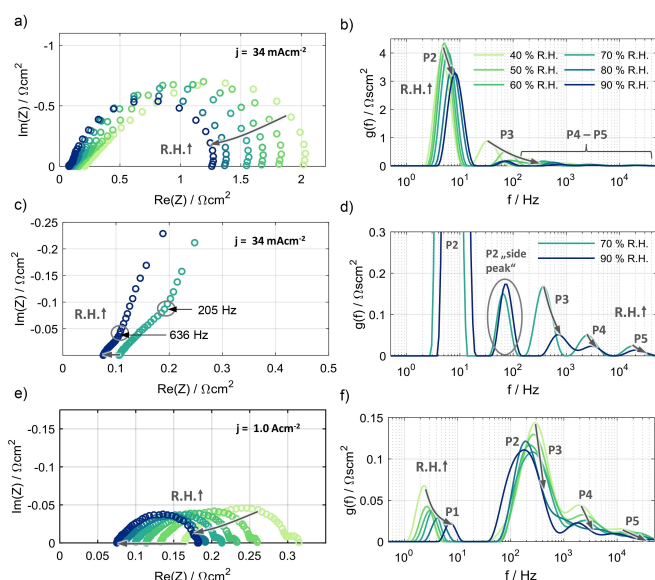 a)
j = 34 mAcm-2
-1
-0.5
0
Im(Z) / Ωcm2
R.H.↑
0
0.5
1
1.5
2
Re(Z) / Ωcm2
b)
4
3
2
1
0
g(f) / Ωscm2
P2
R.H.↑
40 % R.H.
50 % R.H.
60 % R.H.
70 % R.H.
80 % R.H.
90 % R.H.
P3
P4 – P5
100
101
102
103
104
f / Hz
c)
-0.25
-0.2
-0.15
-0.1
-0.05
0
Im(Z) / Ωcm2
j = 34 mAcm-2
R.H.↑
205 Hz
636 Hz
0
0.1
0.2
0.3
0.4
0.5
Re(Z) / Ωcm2
d)
0.3
0.2
0.1
0
g(f) / Ωscm2
P2
P2 „side
peak“
70 % R.H.
90 % R.H.
P3
R.H.↑
P4
P5
100
101
102
103
104
f / Hz
e)
-0.15
-0.1
-0.05
0
Im(Z) / Ωcm2
j = 1.0 Acm-2
R.H.↑
0
0.05
0.1
0.15
0.2
0.25
0.3
0.35
Re(Z) / Ωcm2
f)
0.15
0.1
0.05
0
g(f) / Ωscm2
R.H.↑
P1
P2
P3
P4
P5
100
101
102
103
104
f / Hz